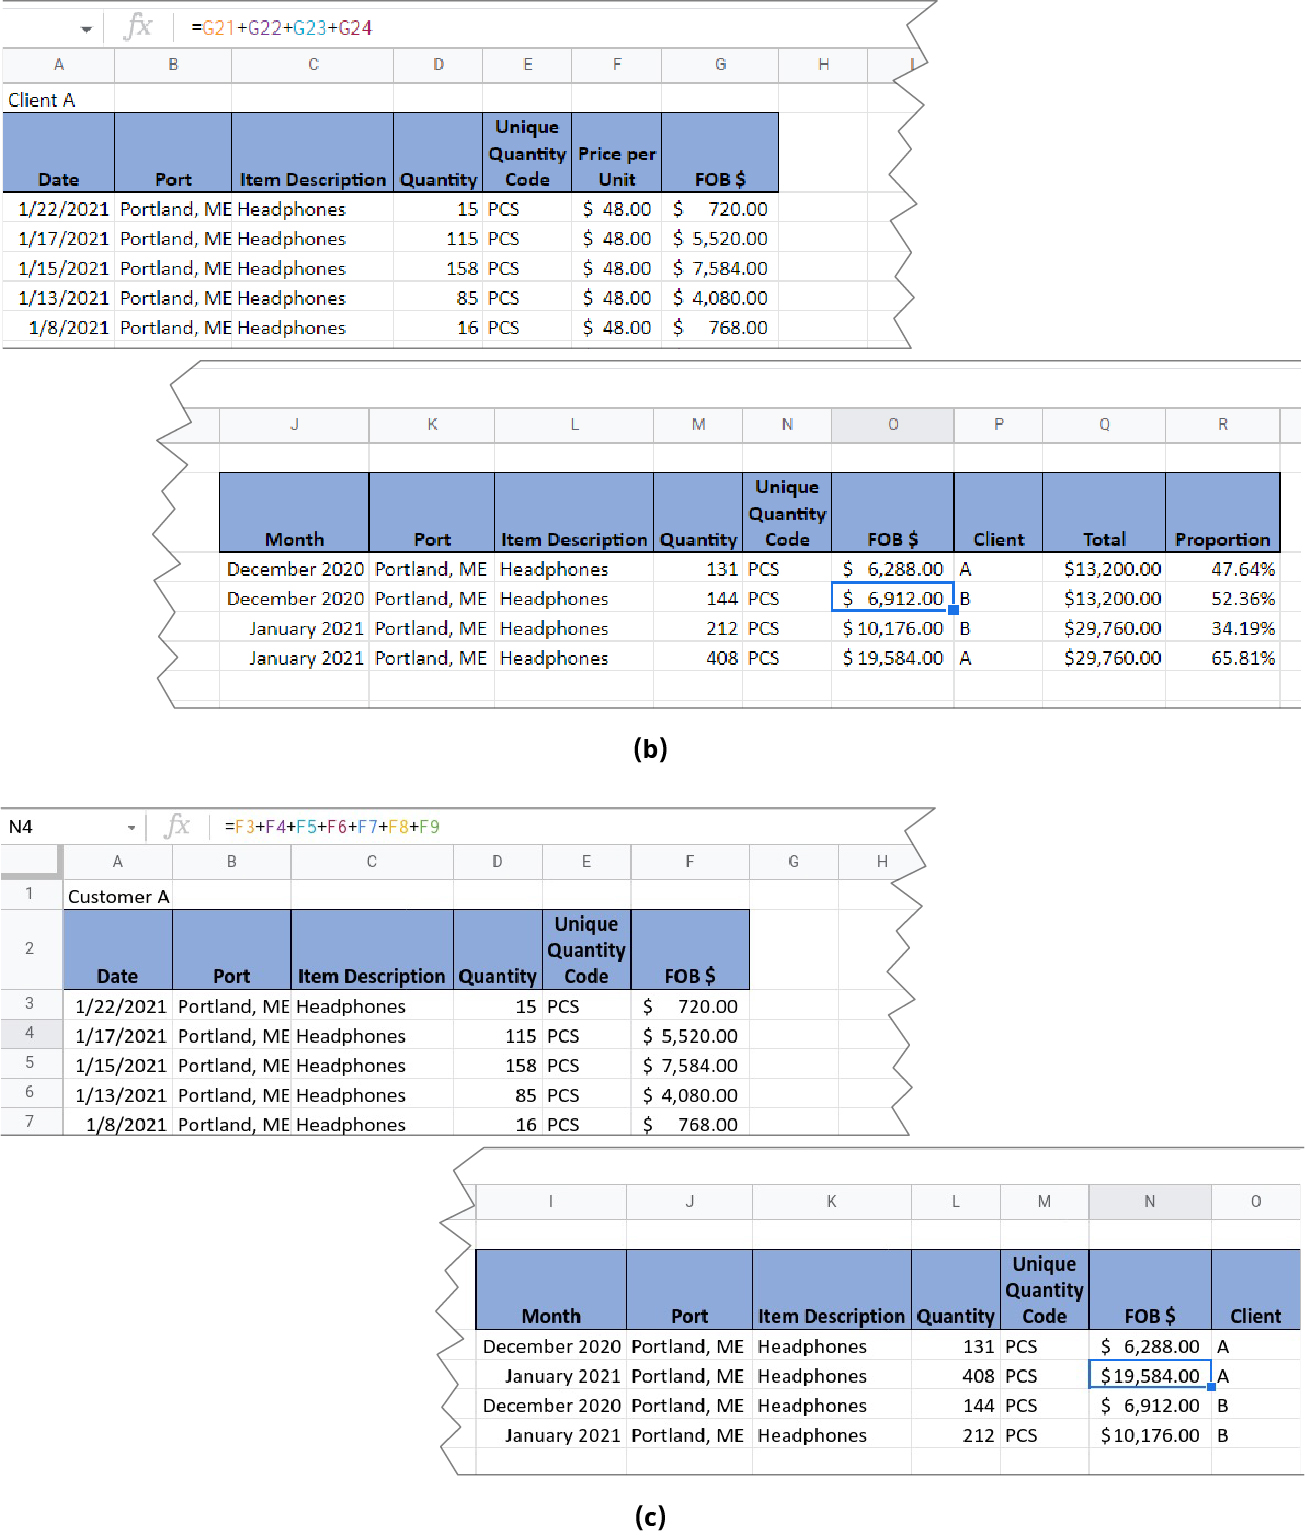 =G21+G22+G23+G24
A B C D E F G H
Client A
Date Port Item Description Quantity Unique Quantity Code Price per Unit FOB $
1/22/2021 Portland, ME Headphones 15 PCS $ 48.00 $ 720.00
1/17/2021 Portland, ME Headphones 115 PCS $ 48.00 $ 5,520.00
1/15/2021 Portland, ME Headphones 158 PCS $ 48.00 $ 7,584.00
1/13/2021 Portland, ME Headphones 85 PCS $ 48.00 $ 4,080.00
1/8/2021 Portland, ME Headphones 16 PCS $ 48.00 $ 768.00
J K L M N O P Q R
Month Port Item Description Quantity Unique Quantity Code FOB $ Client Total Proportion
December 2020 Portland, ME Headphones 131 PCS $ 6,288.00 A $13,200.00 47.64%
December 2020 Portland, ME Headphones 144 PCS $ 6,912.00 B $13,200.00 52.36%
January 2021 Portland, ME Headphones 212 PCS $ 10,176.00 B $29,760.00 34.19%
January 2021 Portland, ME Headphones 408 PCS $ 19,584.00 A $29,760.00 65.81%
(b)
N4 fx =F3+F4+F5+F6+F7+F8+F9
A B C D E F G H
1 Customer A
2 Date Port Item Description Quantity Unique Quantity Code FOB $
3 1/22/2021 Portland, ME Headphones 15 PCS $ 720.00
4 1/17/2021 Portland, ME Headphones 115 PCS $ 5,520.00
5 1/15/2021 Portland, ME Headphones 158 PCS $ 7,584.00
6 1/13/2021 Portland, ME Headphones 85 PCS $ 4,080.00
7 1/8/2021 Portland, ME Headphones 16 PCS $ 768.00
I J K L M N O
Month Port Item Description Quantity Unique Quantity Code FOB $ Client
December 2020 Portland, ME Headphones 131 PCS $ 6,288.00 A
January 2021 Portland, ME Headphones 408 PCS $19,584.00 A
December 2020 Portland, ME Headphones 144 PCS $ 6,912.00 B
January 2021 Portland, ME Headphones 212 PCS $10,176.00 B
(c)